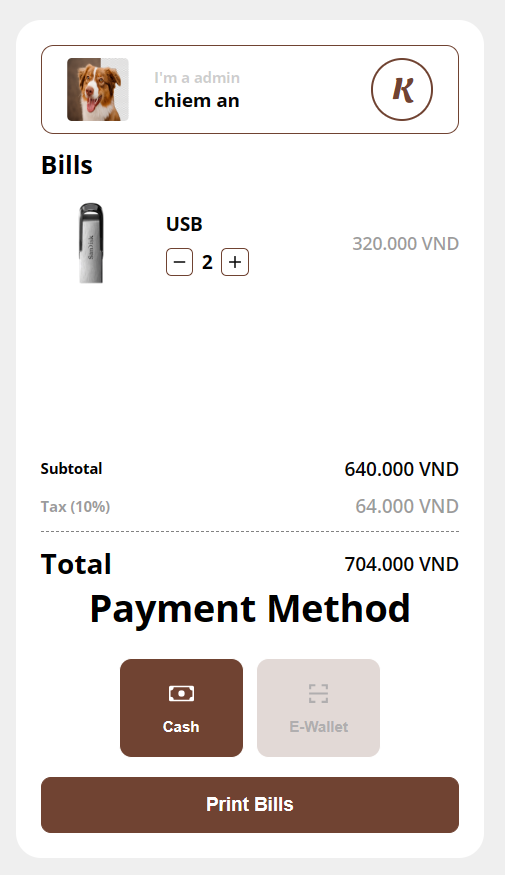 I'm a admin
chiem an
K
Bills
USB
320.000 VND
2
SanDisk
Subtotal
640.000 VND
Tax (10%)
64.000 VND
Total
704.000 VND
Payment Method
Cash
E-Wallet
Print Bills